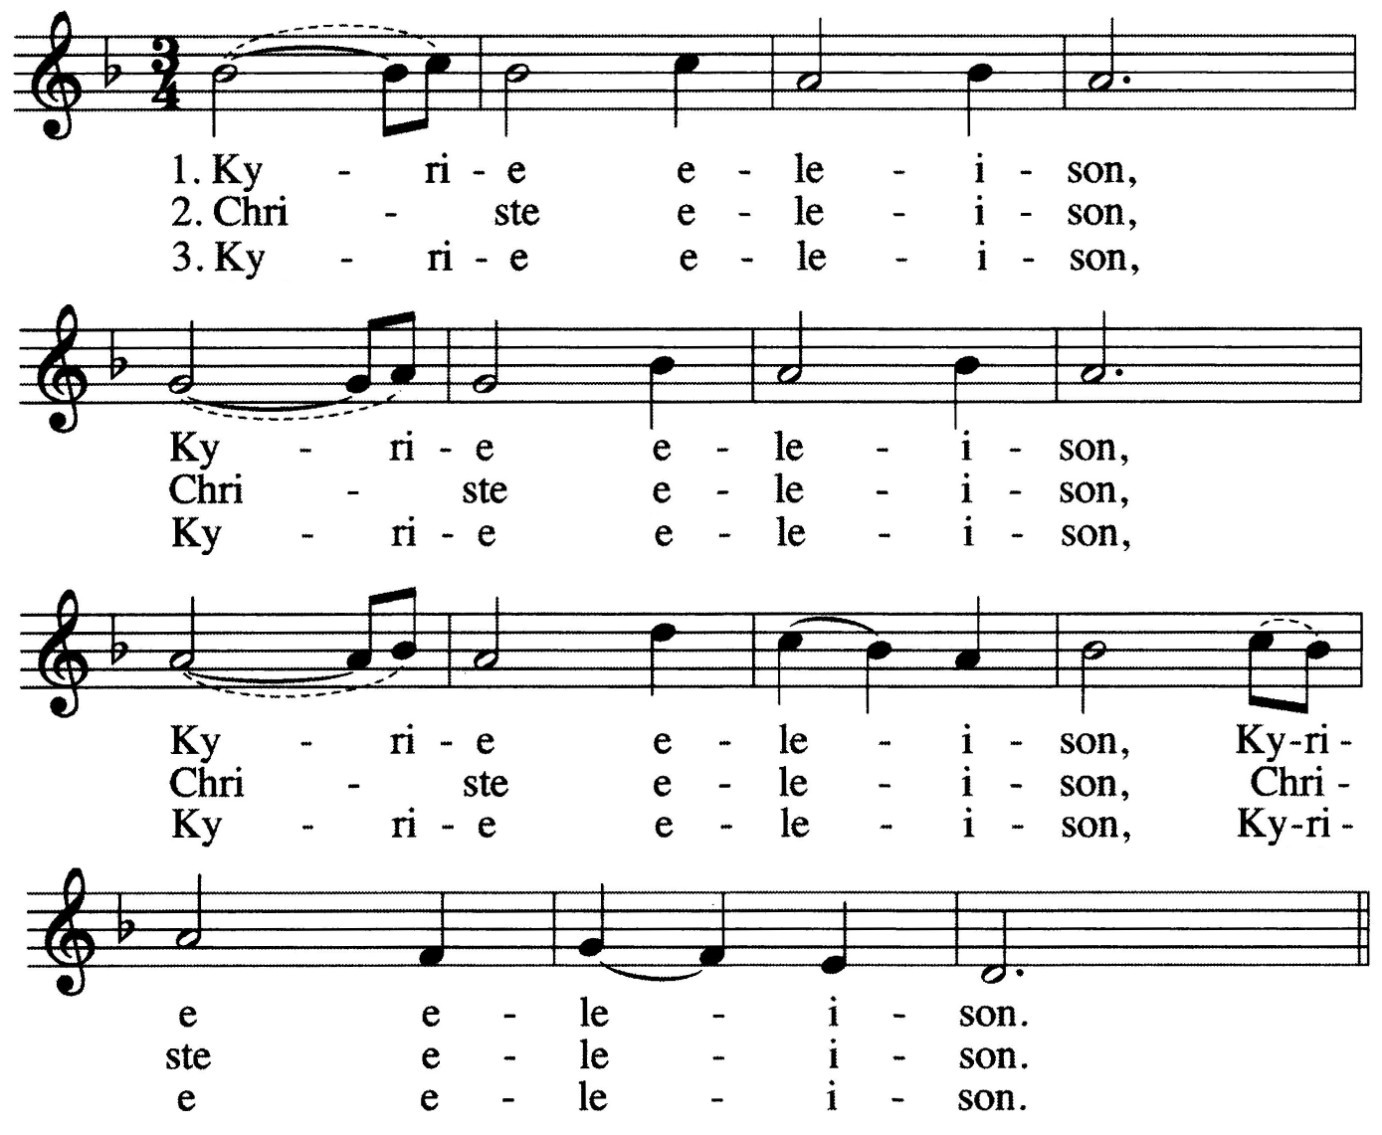 3
4
1. Ky - ri - e e - le - i - son,
2. Chri - ste e - le - i - son,
3. Ky - ri - e e - le - i - son,
Ky - ri - e e - le - i - son,
Chri - ste e - le - i - son,
Ky - ri - e e - le - i - son,
Ky - ri - e e - le - i - son, Ky-ri -
Chri - ste e - le - i - son, Chri -
Ky - ri - e e - le - i - son, Ky-ri -
e e - le - i - son.
ste e - le - i - son.
e e - le - i - son.